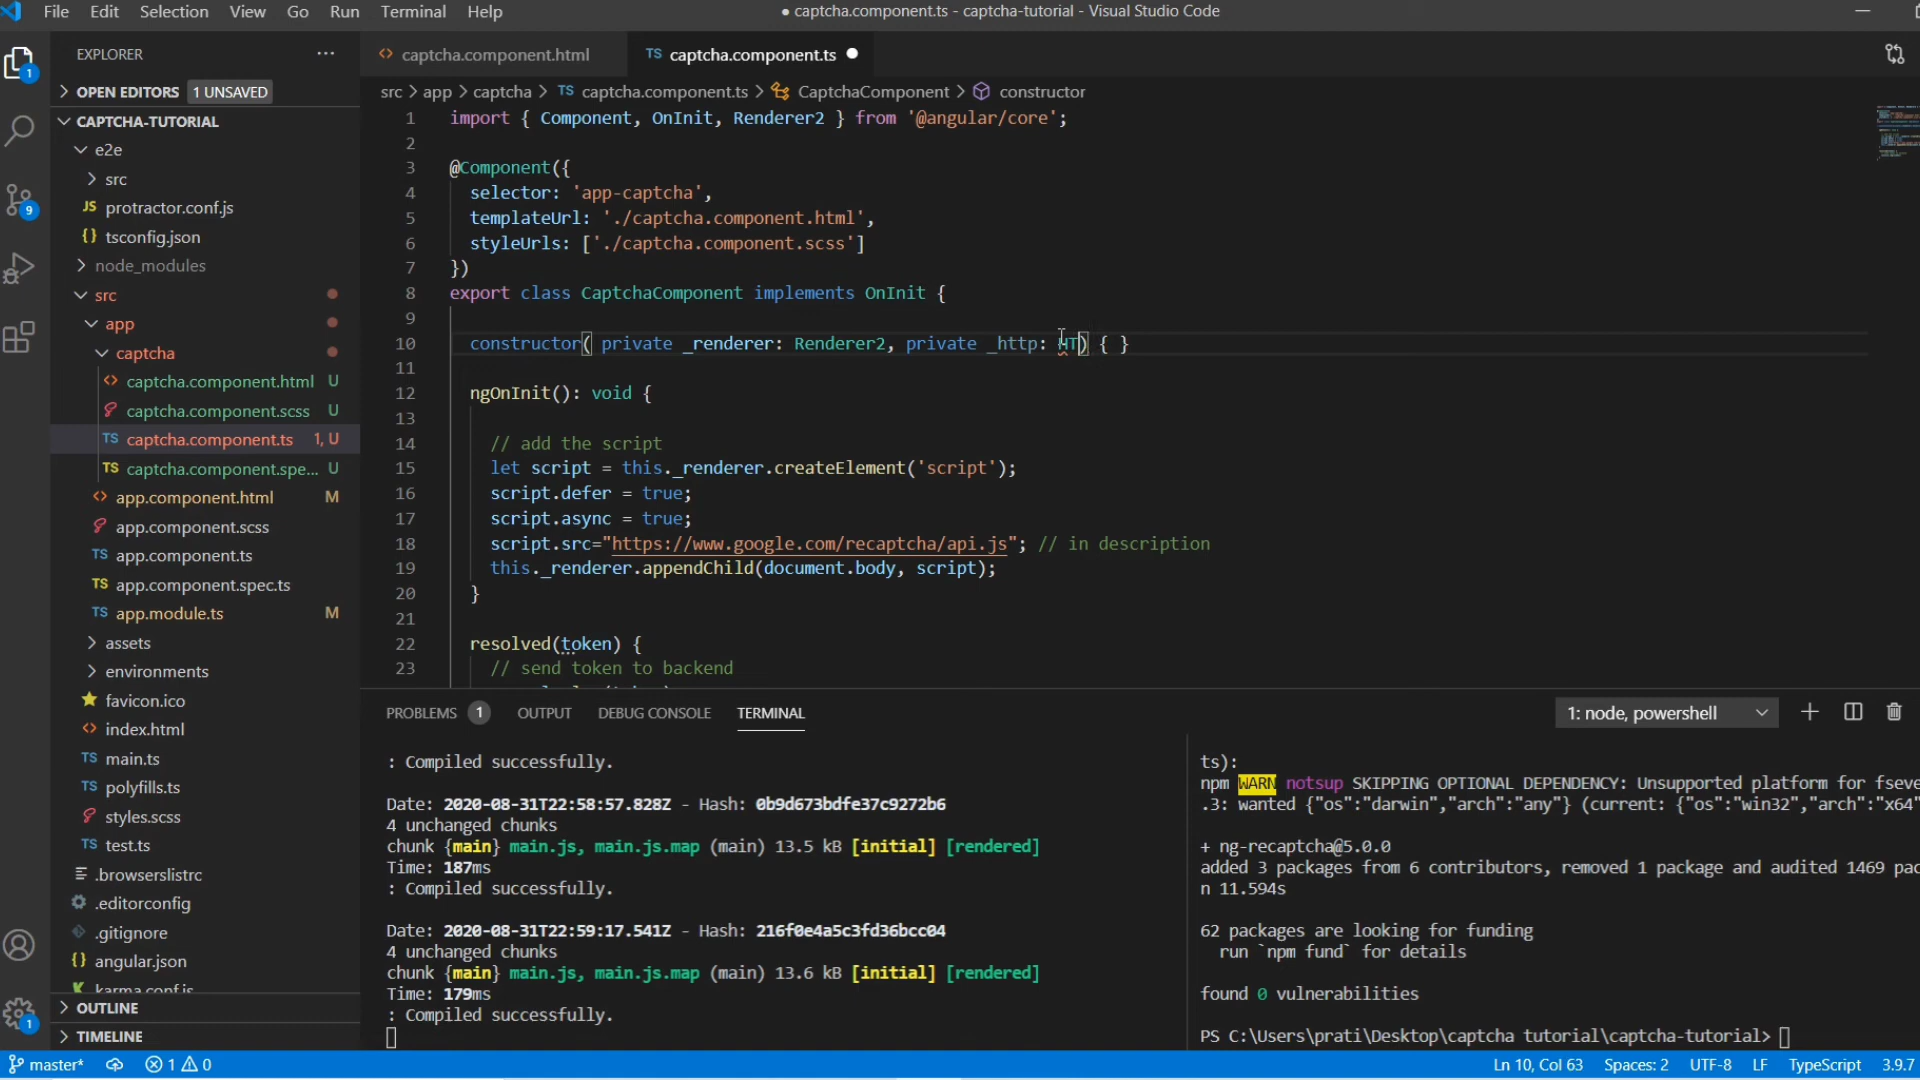 File Edit Selection View Go Run Terminal Help
● captcha.component.ts - captcha-tutorial - Visual Studio Code
EXPLORER ...
OPEN EDITORS 1 UNSAVED
CAPTCHA-TUTORIAL
e2e
src
JS protractor.conf.js
{} tsconfig.json
node_modules
src
app
captcha
<> captcha.component.html U
captcha.component.scss U
TS captcha.component.ts 1, U
TS captcha.component.spe... U
<> app.component.html M
app.component.scss
TS app.component.ts
TS app.component.spec.ts
TS app.module.ts M
assets
environments
favicon.ico
<> index.html
TS main.ts
TS polyfills.ts
styles.scss
TS test.ts
.browserslistrc
.editorconfig
.gitignore
{} angular.json
karma.conf.js
OUTLINE
TIMELINE
1
9
1
<> captcha.component.html
TS captcha.component.ts ●
src > app > captcha > TS captcha.component.ts > CaptchaComponent > constructor
1 import { Component, OnInit, Renderer2 } from '@angular/core';
2
3 @Component({
4 selector: 'app-captcha',
5 templateUrl: './captcha.component.html',
6 styleUrls: ['./captcha.component.scss']
7 })
8 export class CaptchaComponent implements OnInit {
9
10 constructor( private _renderer: Renderer2, private _http: HT) { }
11
12 ngOnInit(): void {
13
14 // add the script
15 let script = this._renderer.createElement('script');
16 script.defer = true;
17 script.async = true;
18 script.src="https://www.google.com/recaptcha/api.js"; // in description
19 this._renderer.appendChild(document.body, script);
20 }
21
22 resolved(token) {
23 // send token to backend
PROBLEMS 1 OUTPUT DEBUG CONSOLE TERMINAL
1: node, powershell
: Compiled successfully.
Date: 2020-08-31T22:58:57.828Z - Hash: 0b9d673bdfe37c9272b6
4 unchanged chunks
chunk {main} main.js, main.js.map (main) 13.5 kB [initial] [rendered]
Time: 187ms
: Compiled successfully.
Date: 2020-08-31T22:59:17.541Z - Hash: 216f0e4a5c3fd36bcc04
4 unchanged chunks
chunk {main} main.js, main.js.map (main) 13.6 kB [initial] [rendered]
Time: 179ms
: Compiled successfully.
ts):
npm WARN notsup SKIPPING OPTIONAL DEPENDENCY: Unsupported platform for fseve
.3: wanted {"os":"darwin","arch":"any"} (current: {"os":"win32","arch":"x64"
+ ng-recaptcha@5.0.0
added 3 packages from 6 contributors, removed 1 package and audited 1469 pac
n 11.594s
62 packages are looking for funding
run `npm fund` for details
found 0 vulnerabilities
PS C:\Users\prati\Desktop\captcha tutorial\captcha-tutorial>
master* 1 0
Ln 10, Col 63 Spaces: 2 UTF-8 LF TypeScript 3.9.7